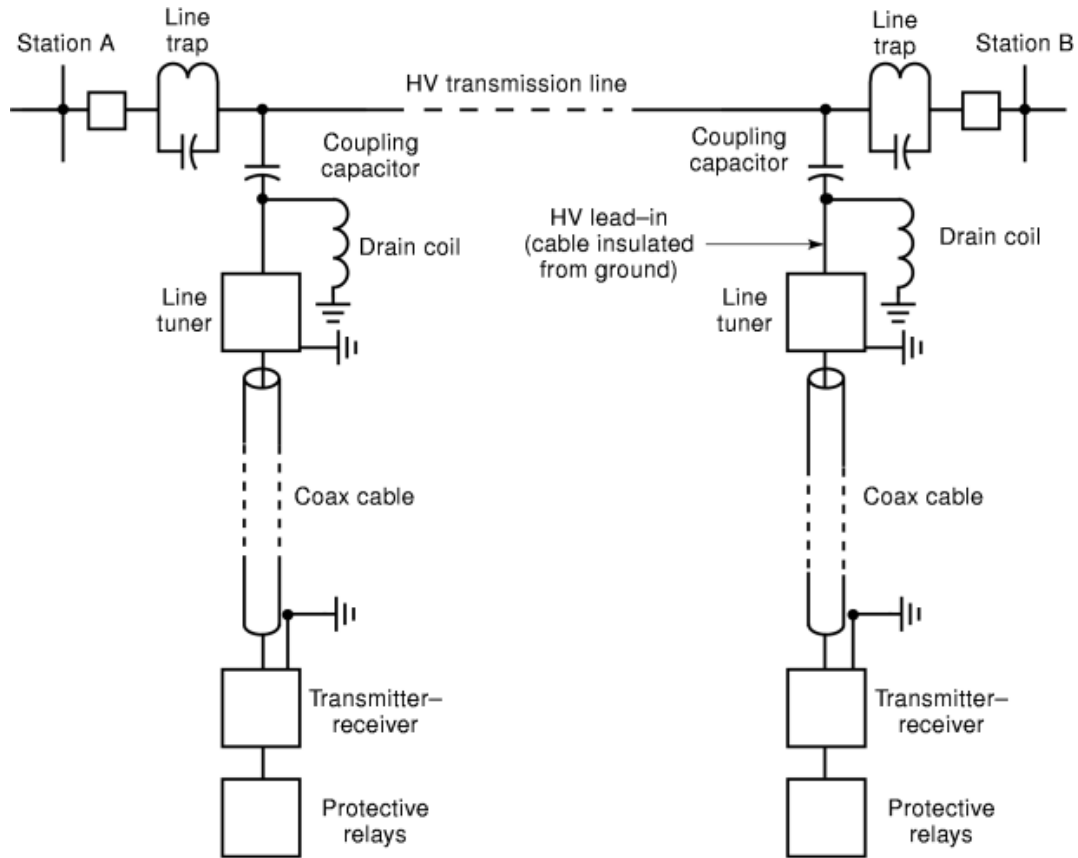 Station A
Line
trap
HV transmission line
Line
trap
Station B
Coupling
capacitor
Coupling
capacitor
Drain coil
HV lead–in
(cable insulated
from ground)
Drain coil
Line
tuner
Line
tuner
Coax cable
Coax cable
Transmitter–
receiver
Transmitter–
receiver
Protective
relays
Protective
relays